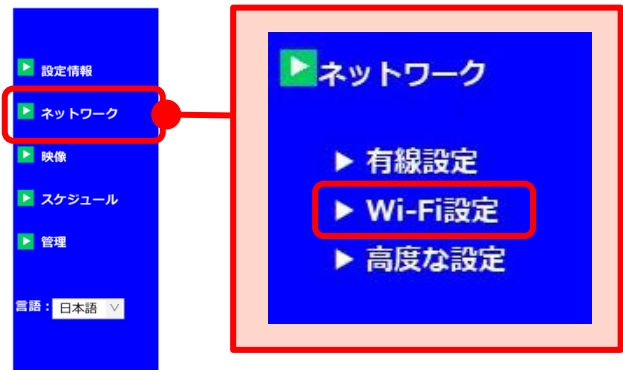 設定情報
ネットワーク
映像
スケジュール
管理
言語：日本語
ネットワーク
有線設定
Wi-Fi設定
高度な設定